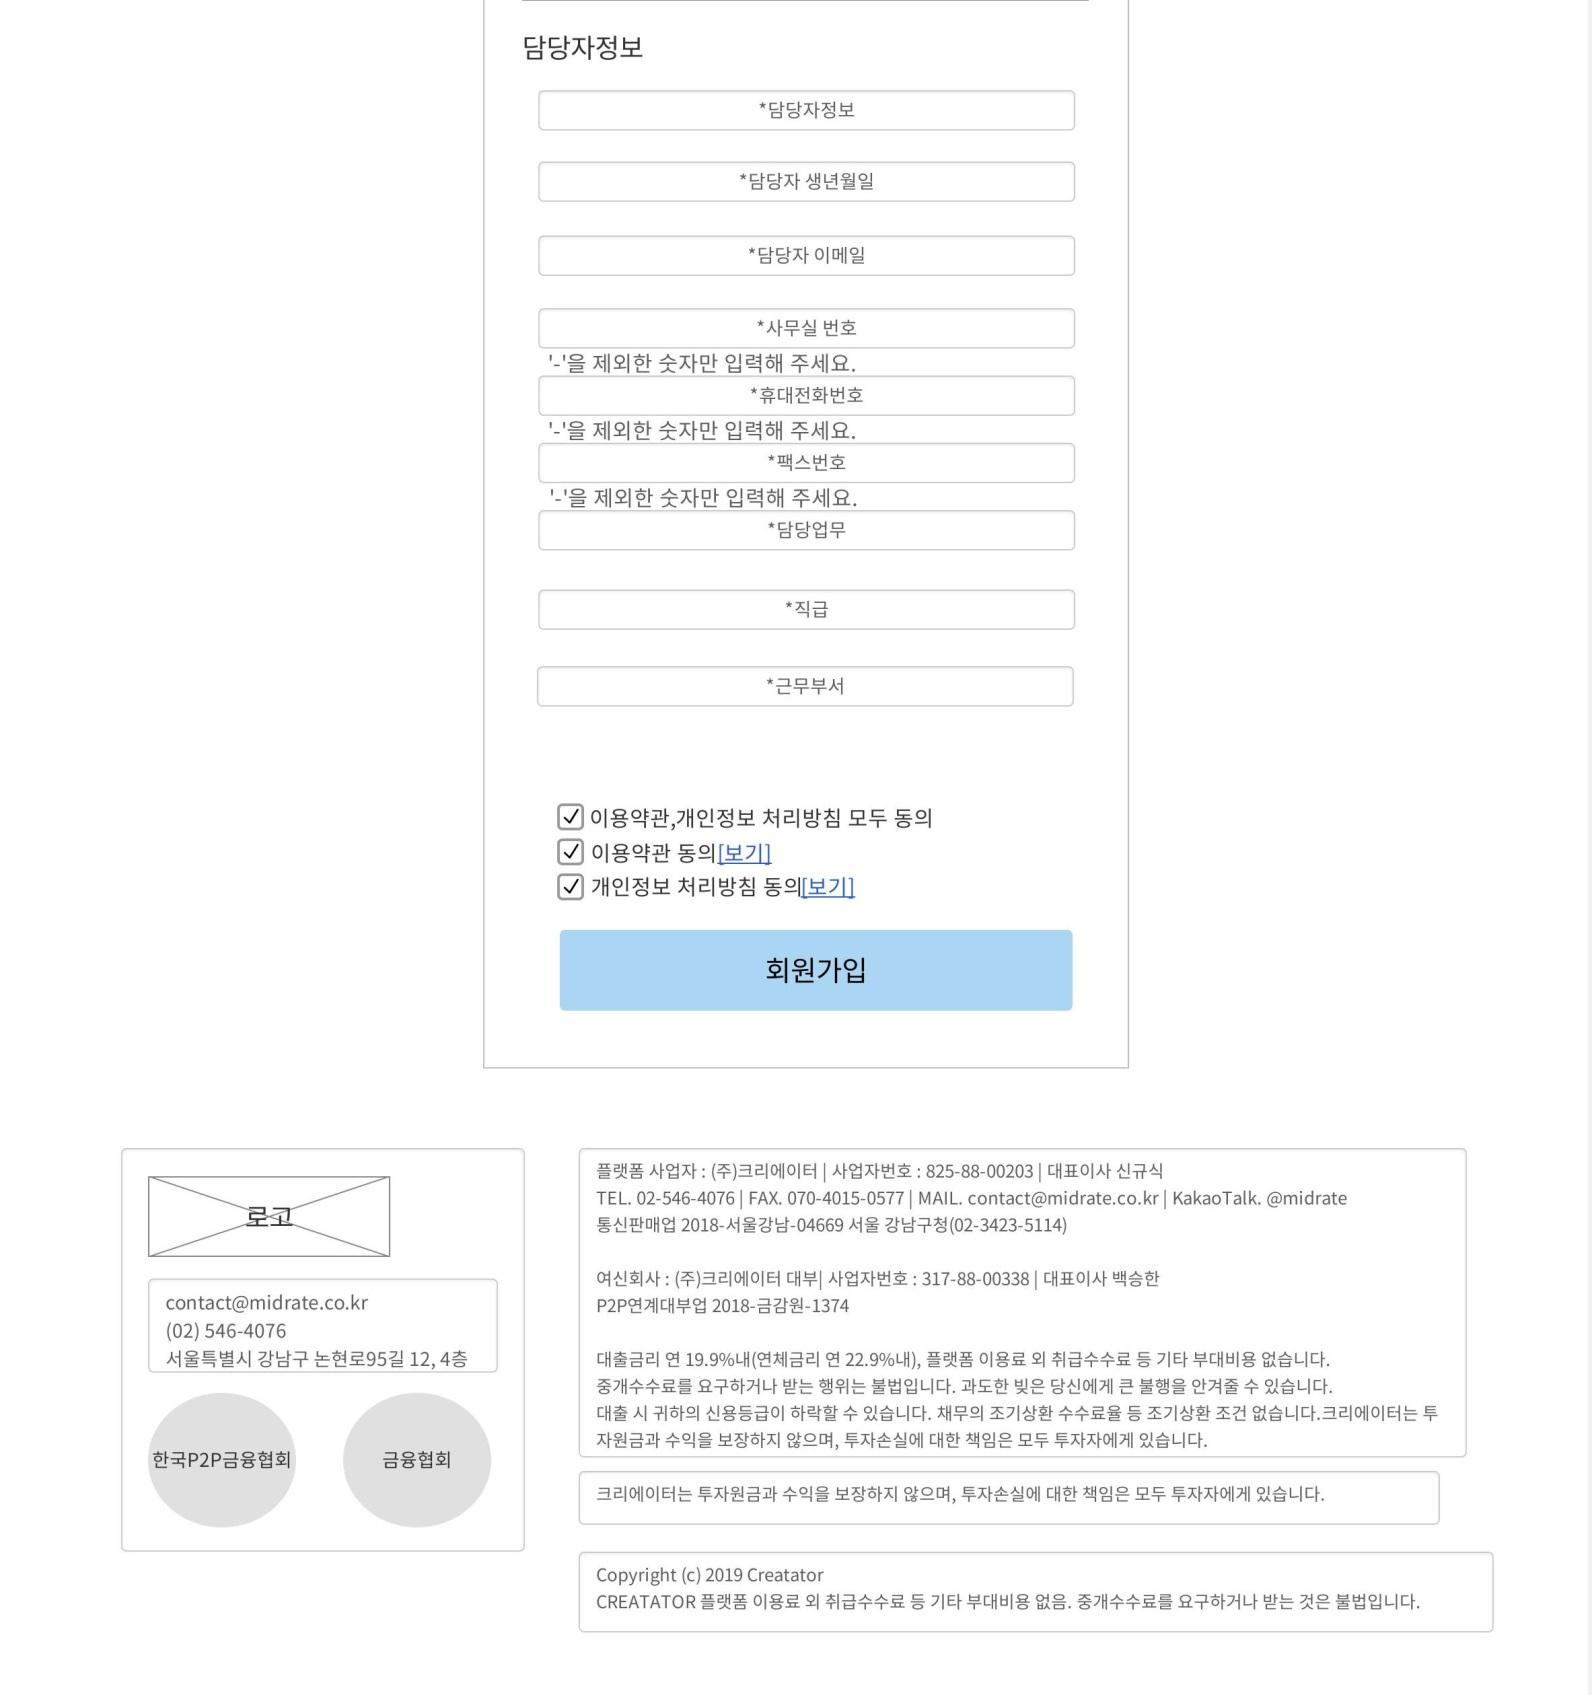 담당자정보
*담당자정보
*담당자 생년월일
*담당자 이메일
*사무실 번호
'-'을 제외한 숫자만 입력해 주세요.
*휴대전화번호
'-'을 제외한 숫자만 입력해 주세요.
*팩스번호
'-'을 제외한 숫자만 입력해 주세요.
*담당업무
*직급
*근무부서
이용약관,개인정보 처리방침 모두 동의
이용약관 동의[보기]
개인정보 처리방침 동의[보기]
회원가입
로고
contact@midrate.co.kr
(02) 546-4076
서울특별시 강남구 논현로95길 12, 4층
한국P2P금융협회
금융협회
플랫폼 사업자 : (주)크리에이터 | 사업자번호 : 825-88-00203 | 대표이사 신규식
TEL. 02-546-4076 | FAX. 070-4015-0577 | MAIL. contact@midrate.co.kr | KakaoTalk. @midrate
통신판매업 2018-서울강남-04669 서울 강남구청(02-3423-5114)
여신회사 : (주)크리에이터 대부| 사업자번호 : 317-88-00338 | 대표이사 백승한
P2P연계대부업 2018-금감원-1374
대출금리 연 19.9%내(연체금리 연 22.9%내), 플랫폼 이용료 외 취급수수료 등 기타 부대비용 없습니다.
중개수수료를 요구하거나 받는 행위는 불법입니다. 과도한 빚은 당신에게 큰 불행을 안겨줄 수 있습니다.
대출 시 귀하의 신용등급이 하락할 수 있습니다. 채무의 조기상환 수수료율 등 조기상환 조건 없습니다.크리에이터는 투
자원금과 수익을 보장하지 않으며, 투자손실에 대한 책임은 모두 투자자에게 있습니다.
크리에이터는 투자원금과 수익을 보장하지 않으며, 투자손실에 대한 책임은 모두 투자자에게 있습니다.
Copyright (c) 2019 Creatator
CREATATOR 플랫폼 이용료 외 취급수수료 등 기타 부대비용 없음. 중개수수료를 요구하거나 받는 것은 불법입니다.